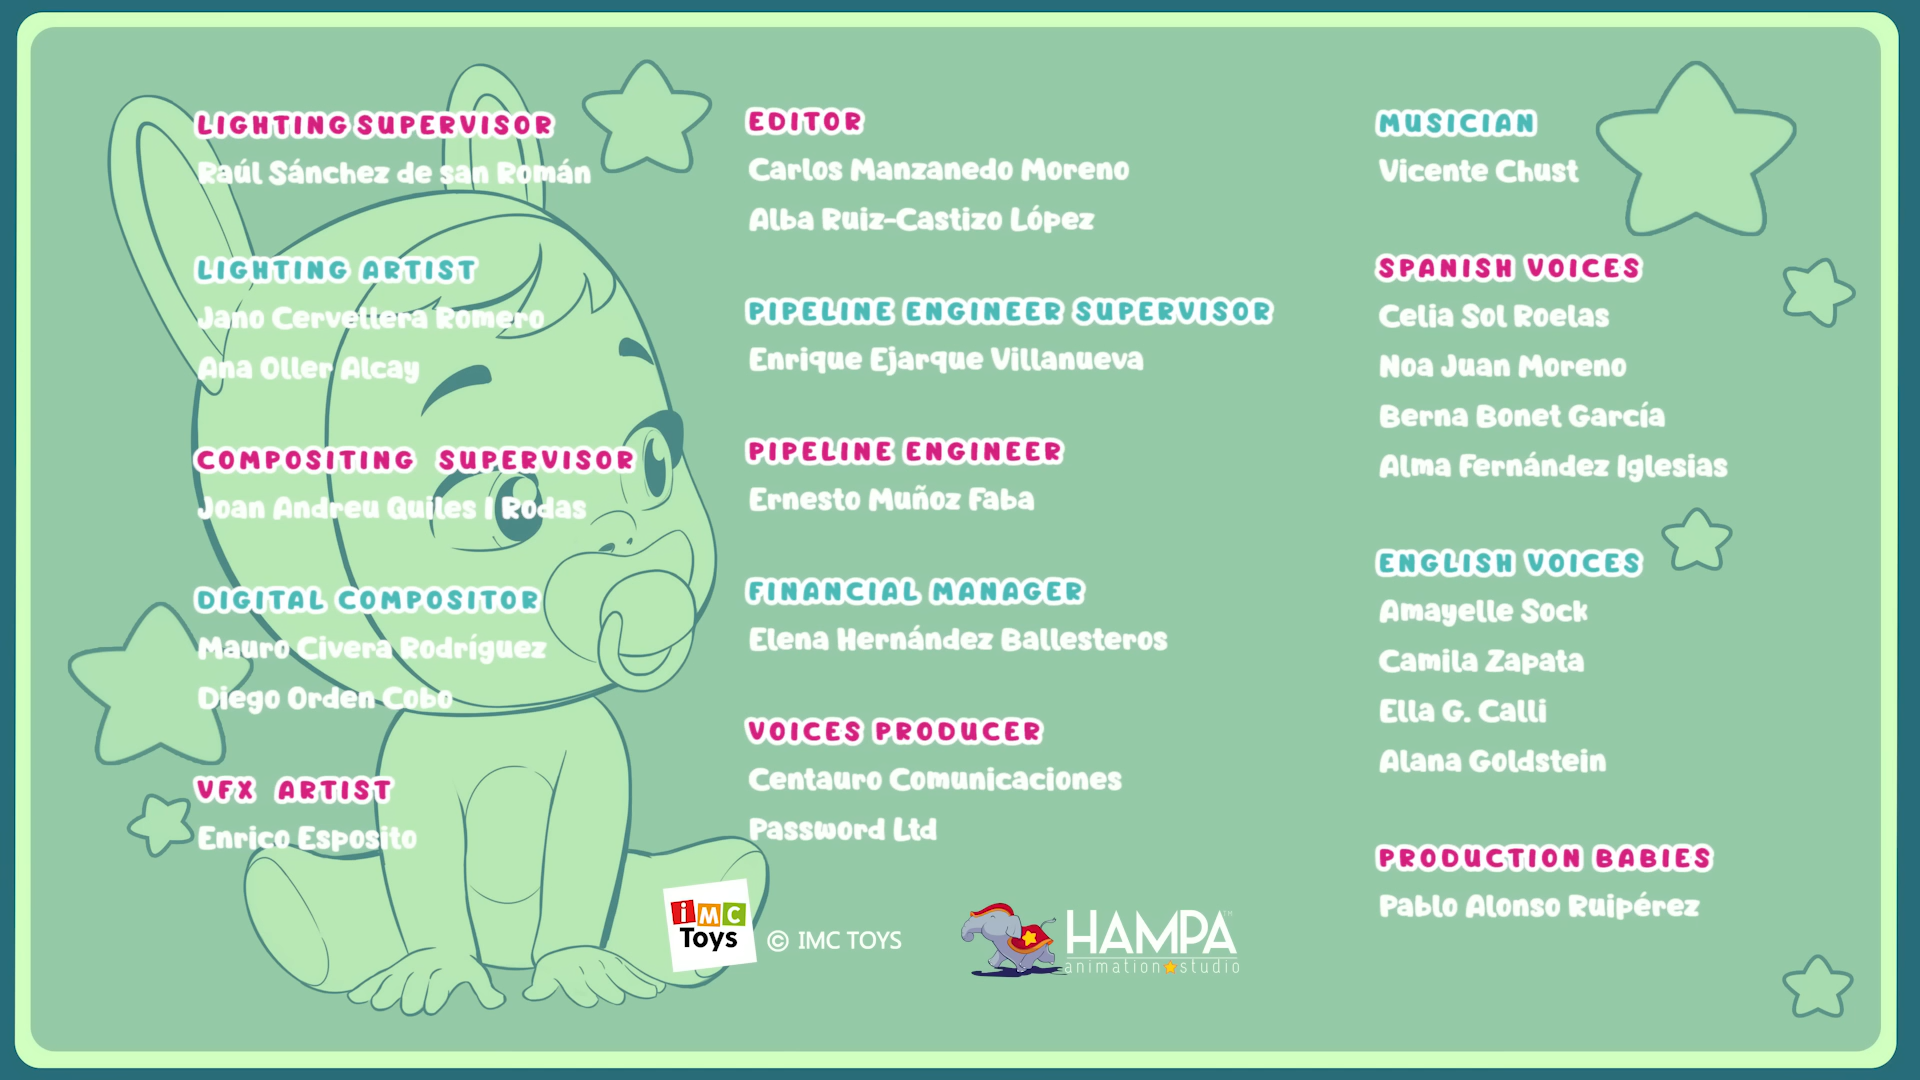 LIGHTING SUPERVISOR
Raúl Sánchez de san Román
LIGHTING ARTIST
Jano Cervellera Romero
Ana Oller Alcay
COMPOSITING SUPERVISOR
Joan Andreu Quiles I Rodas
DIGITAL COMPOSITOR
Mauro Civera Rodríguez
Diego Orden Cobo
VFX ARTIST
Enrico Esposito
EDITOR
Carlos Manzanedo Moreno
Alba Ruiz-Castizo López
PIPELINE ENGINEER SUPERVISOR
Enrique Ejarque Villanueva
PIPELINE ENGINEER
Ernesto Muñoz Faba
FINANCIAL MANAGER
Elena Hernández Ballesteros
VOICES PRODUCER
Centauro Comunicaciones
Password Ltd
MUSICIAN
Vicente Chust
SPANISH VOICES
Celia Sol Roelas
Noa Juan Moreno
Berna Bonet García
Alma Fernández Iglesias
ENGLISH VOICES
Amayelle Sock
Camila Zapata
Ella G. Calli
Alana Goldstein
PRODUCTION BABIES
Pablo Alonso Ruipérez
iMC
Toys
© IMC TOYS
HAMPA™
animation studio